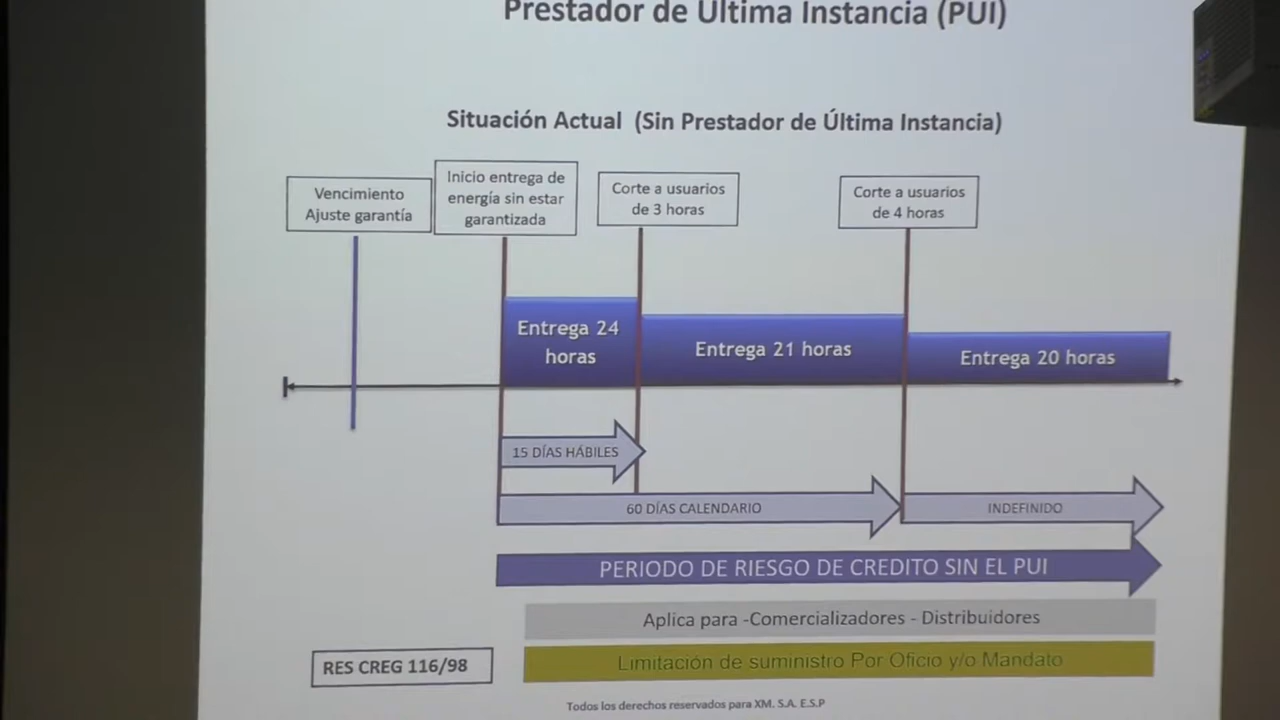 Prestador de Última Instancia (PUI)
Situación Actual (Sin Prestador de Última Instancia)
Vencimiento
Ajuste garantía
Inicio entrega de
energía sin estar
garantizada
Corte a usuarios
de 3 horas
Corte a usuarios
de 4 horas
Entrega 24
horas
Entrega 21 horas
Entrega 20 horas
15 DÍAS HÁBILES
60 DÍAS CALENDARIO
INDEFINIDO
PERIODO DE RIESGO DE CREDITO SIN EL PUI
Aplica para -Comercializadores - Distribuidores
RES CREG 116/98
Limitación de suministro Por Oficio y/o Mandato
Todos los derechos reservados para XM. S.A. E.S.P